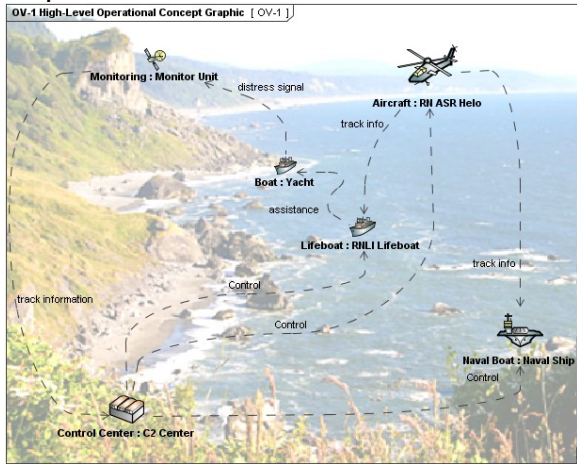 OV-1 High-Level Operational Concept Graphic [ OV-1 ]
Monitoring : Monitor Unit
distress signal
Aircraft : RN ASR Helo
track info
Boat : Yacht
assistance
Lifeboat : RNLI Lifeboat
track info
Control
track information
Control
Naval Boat : Naval Ship
Control
Control Center : C2 Center